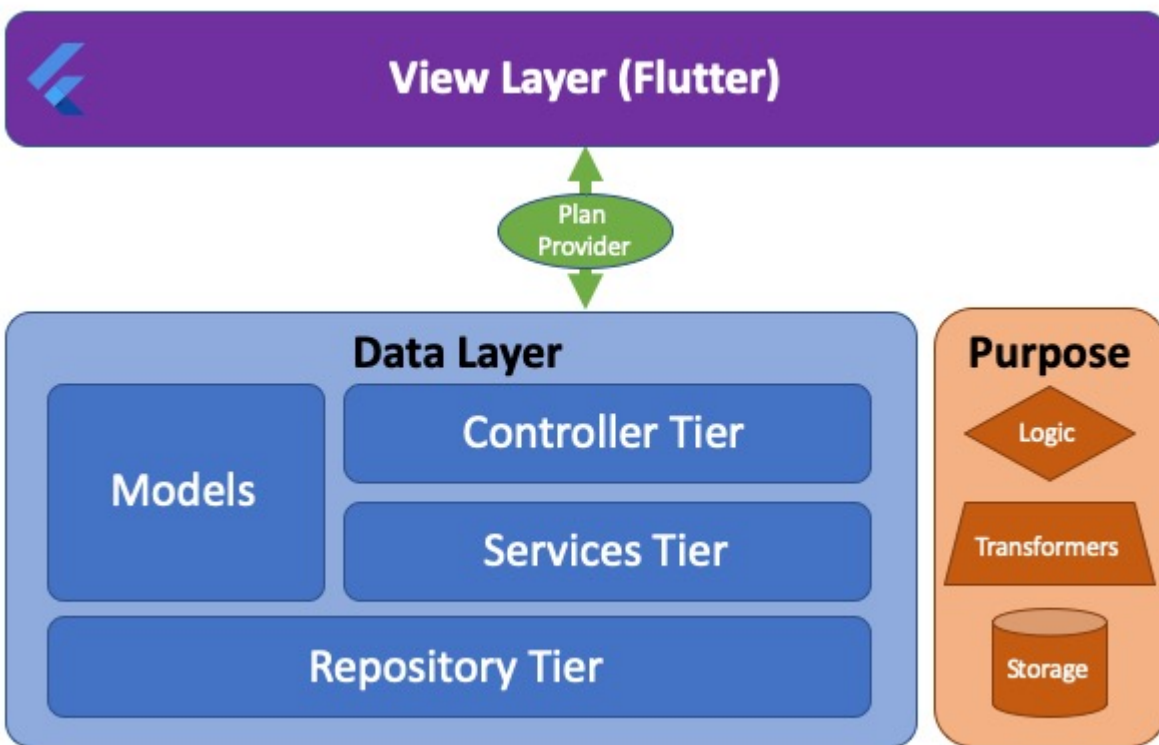 View Layer (Flutter)
Plan
Provider
Data Layer
Models
Controller Tier
Services Tier
Repository Tier
Purpose
Logic
Transformers
Storage